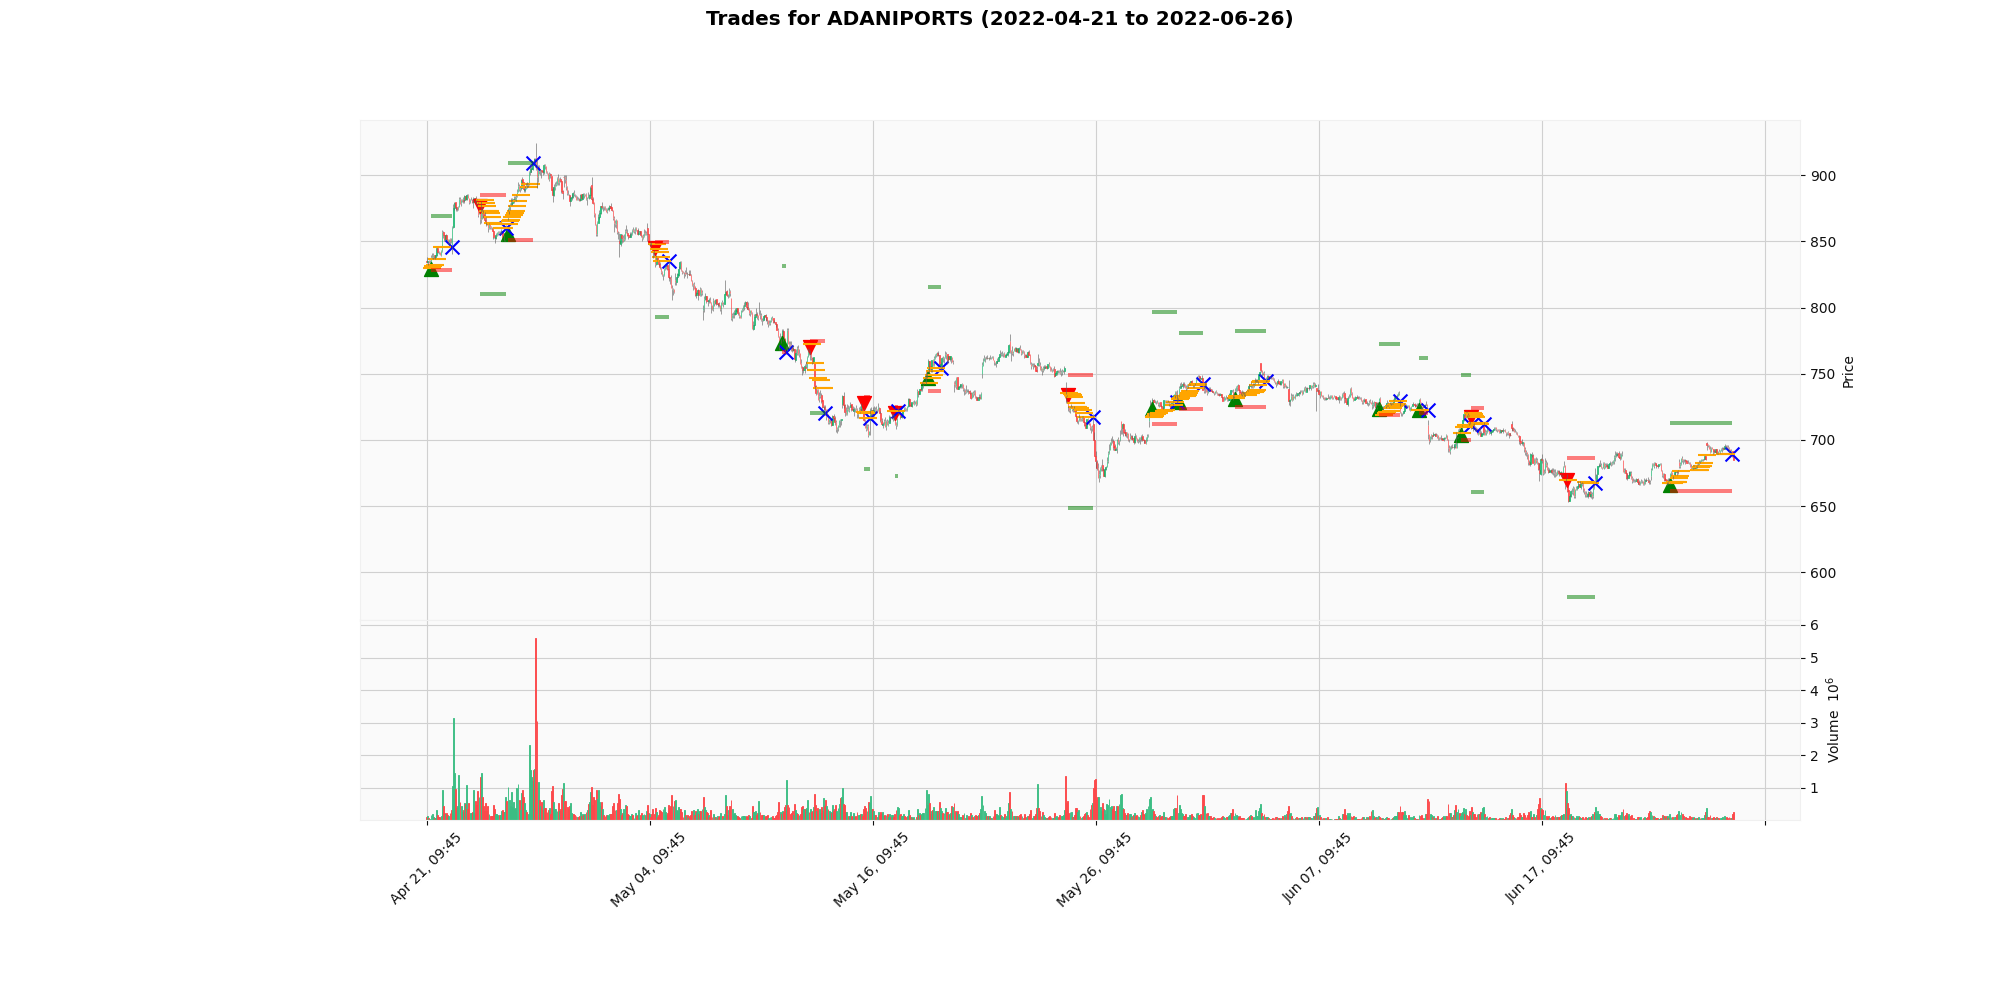 Trades for ADANIPORTS (2022-04-21 to 2022-06-26)
900
850
800
750
700
650
600
Price
6
5
4
3
2
1
Volume 10⁶
Apr 21, 09:45
May 04, 09:45
May 16, 09:45
May 26, 09:45
Jun 07, 09:45
Jun 17, 09:45